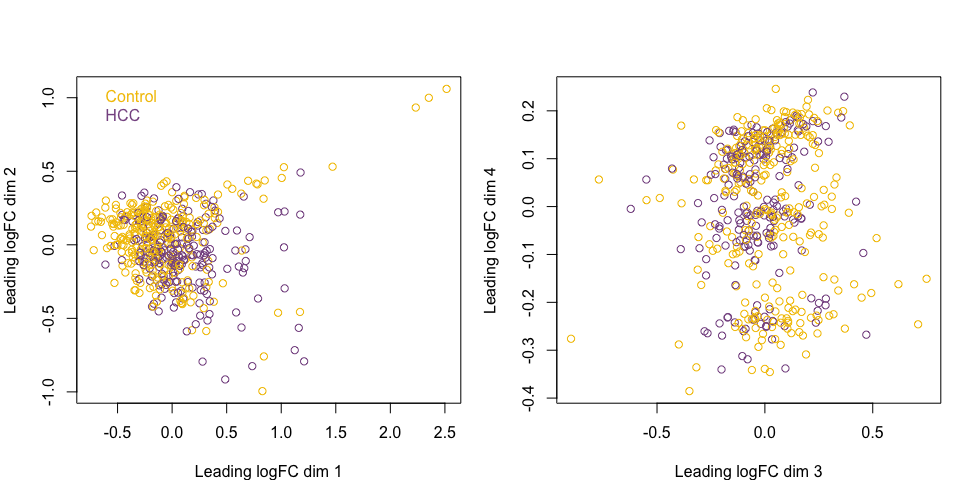 Control
HCC
1.0
0.5
0.0
-0.5
-1.0
Leading logFC dim 2
-0.5 0.0 0.5 1.0 1.5 2.0 2.5
Leading logFC dim 1
0.2
0.1
0.0
-0.1
-0.2
-0.3
-0.4
Leading logFC dim 4
-0.5 0.0 0.5
Leading logFC dim 3